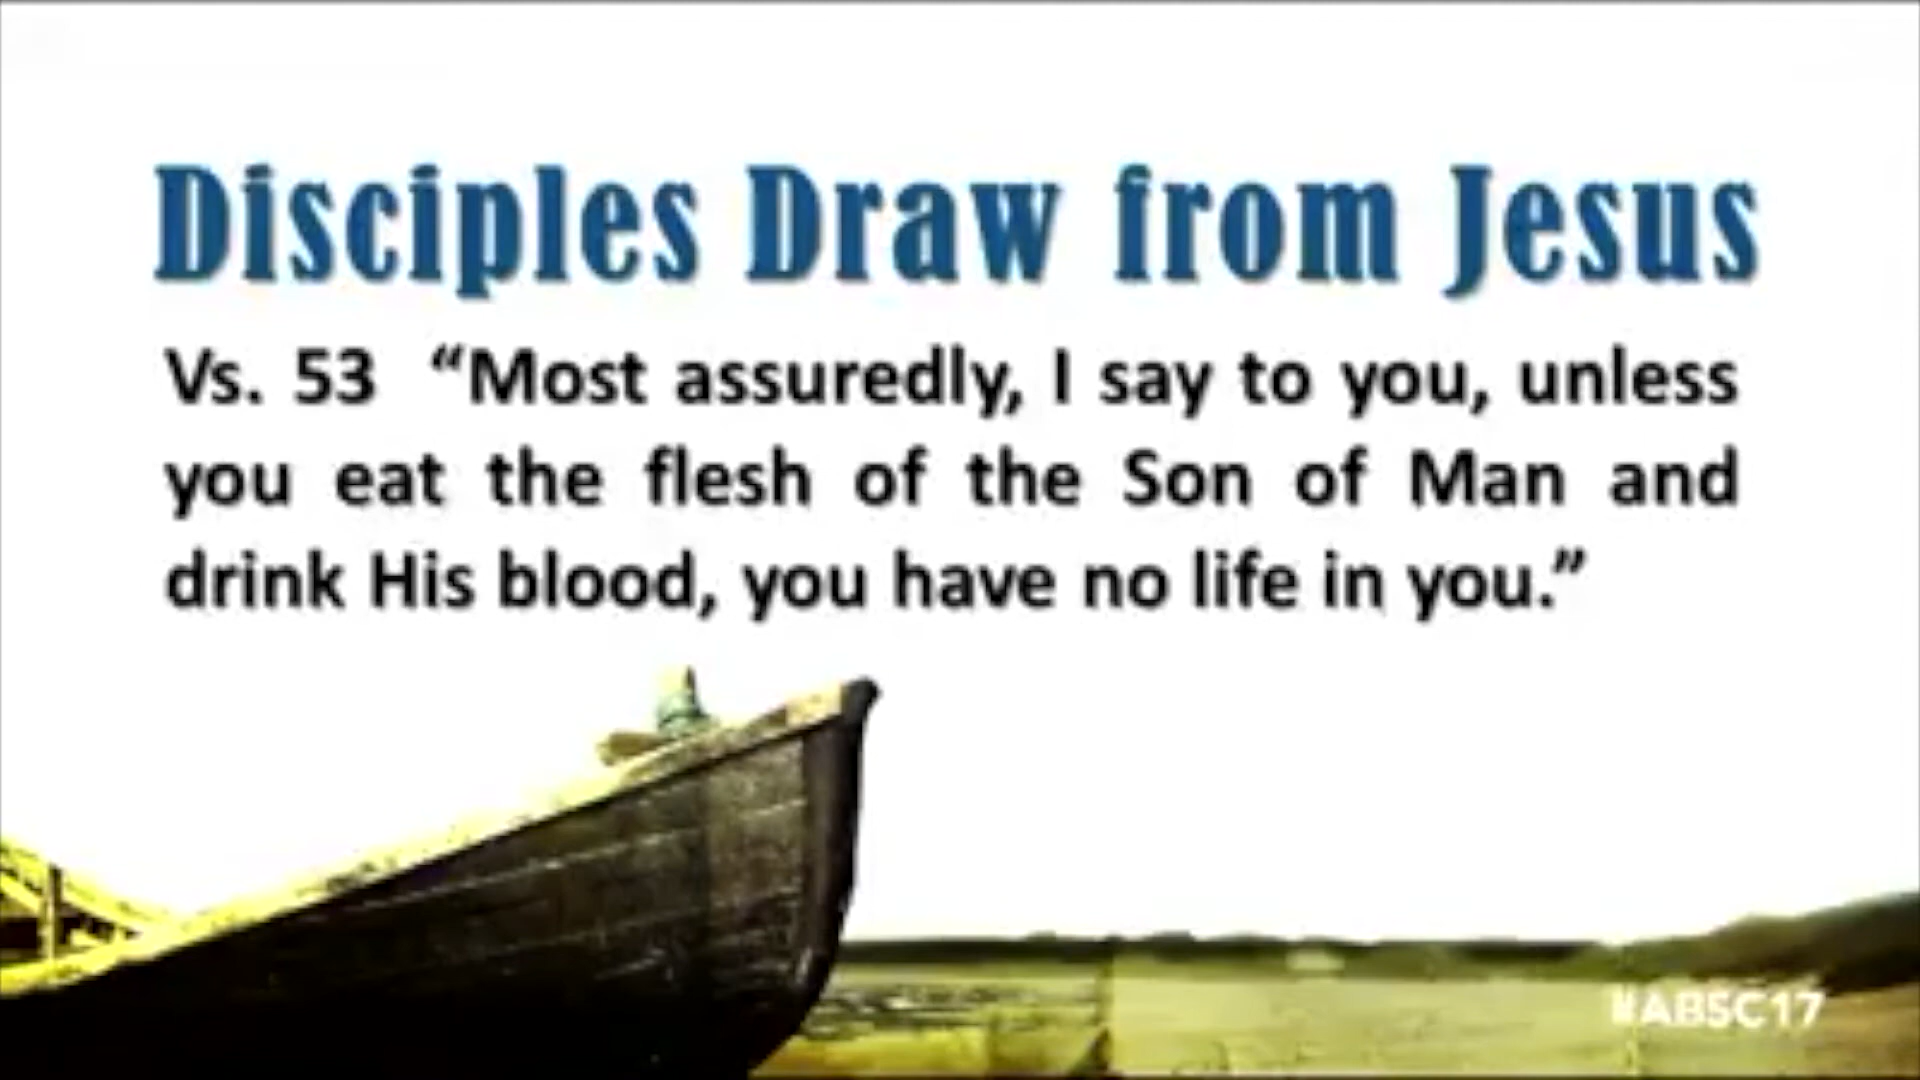 Disciples Draw from Jesus
Vs. 53 “Most assuredly, I say to you, unless
you eat the flesh of the Son of Man and
drink His blood, you have no life in you.”
#ABSC17